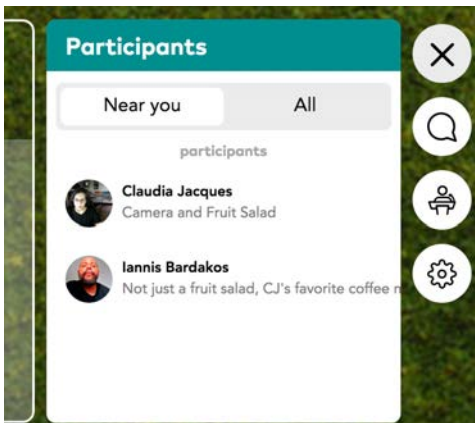 Participants
Near you
All
participants
Claudia Jacques
Camera and Fruit Salad
Iannis Bardakos
Not just a fruit salad, CJ's favorite coffee